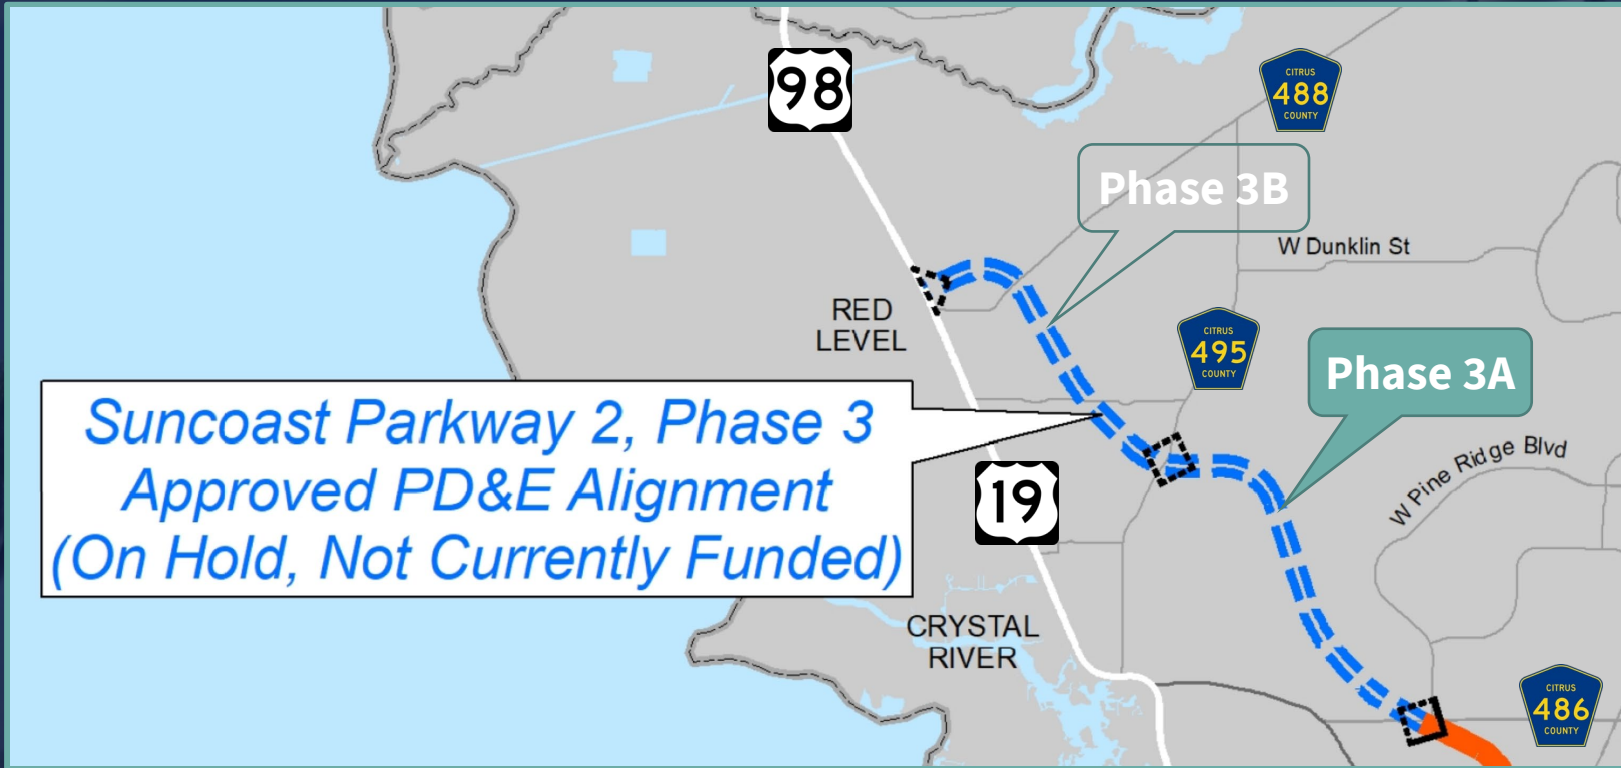 98
CITRUS
488
COUNTY
Phase 3B
W Dunklin St
RED
LEVEL
CITRUS
495
COUNTY
Phase 3A
Suncoast Parkway 2, Phase 3
Approved PD&E Alignment
(On Hold, Not Currently Funded)
W Pine Ridge Blvd
19
CRYSTAL
RIVER
CITRUS
486
COUNTY